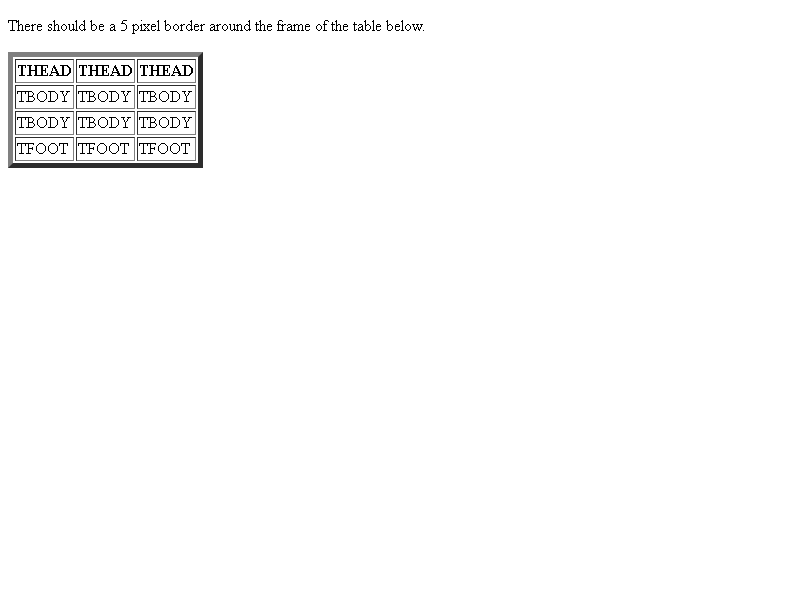 There should be a 5 pixel border around the frame of the table below.
THEAD THEAD THEAD
TBODY TBODY TBODY
TBODY TBODY TBODY
TFOOT TFOOT TFOOT